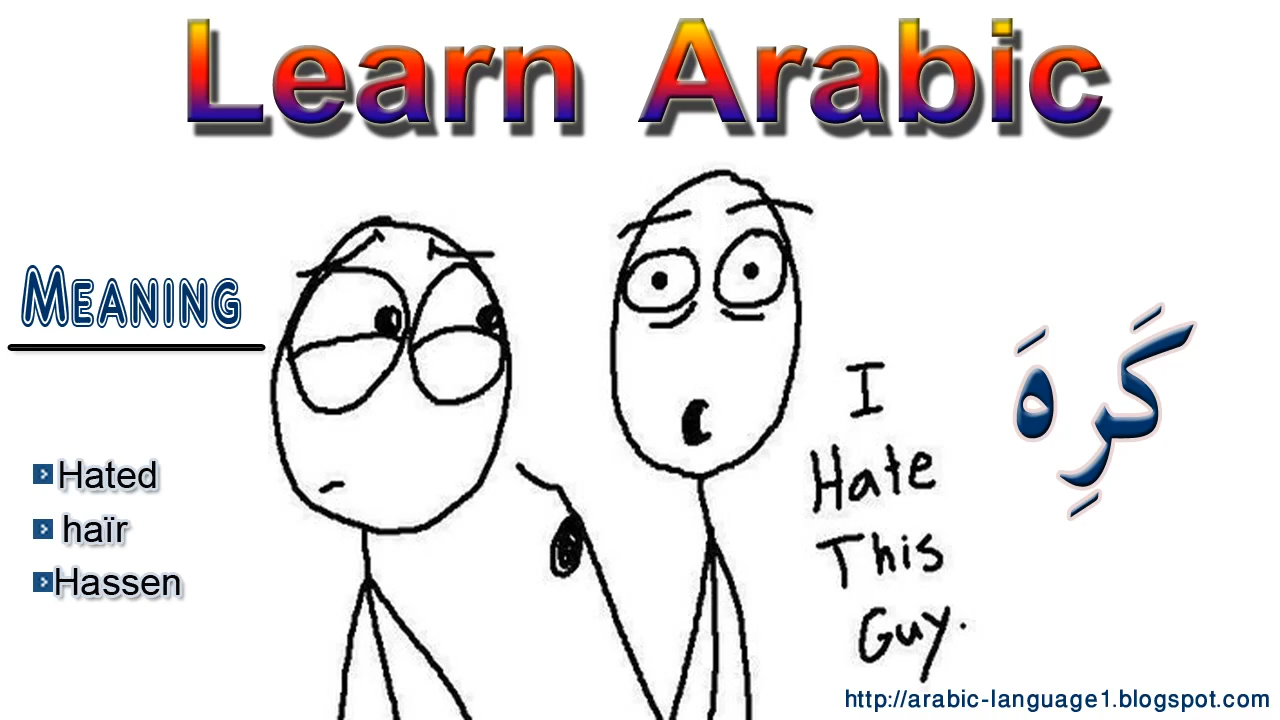 Learn Arabic
Meaning
Hated
haïr
Hassen
I
Hate
This
Guy.
كَرِهَ
http://arabic-language1.blogspot.com